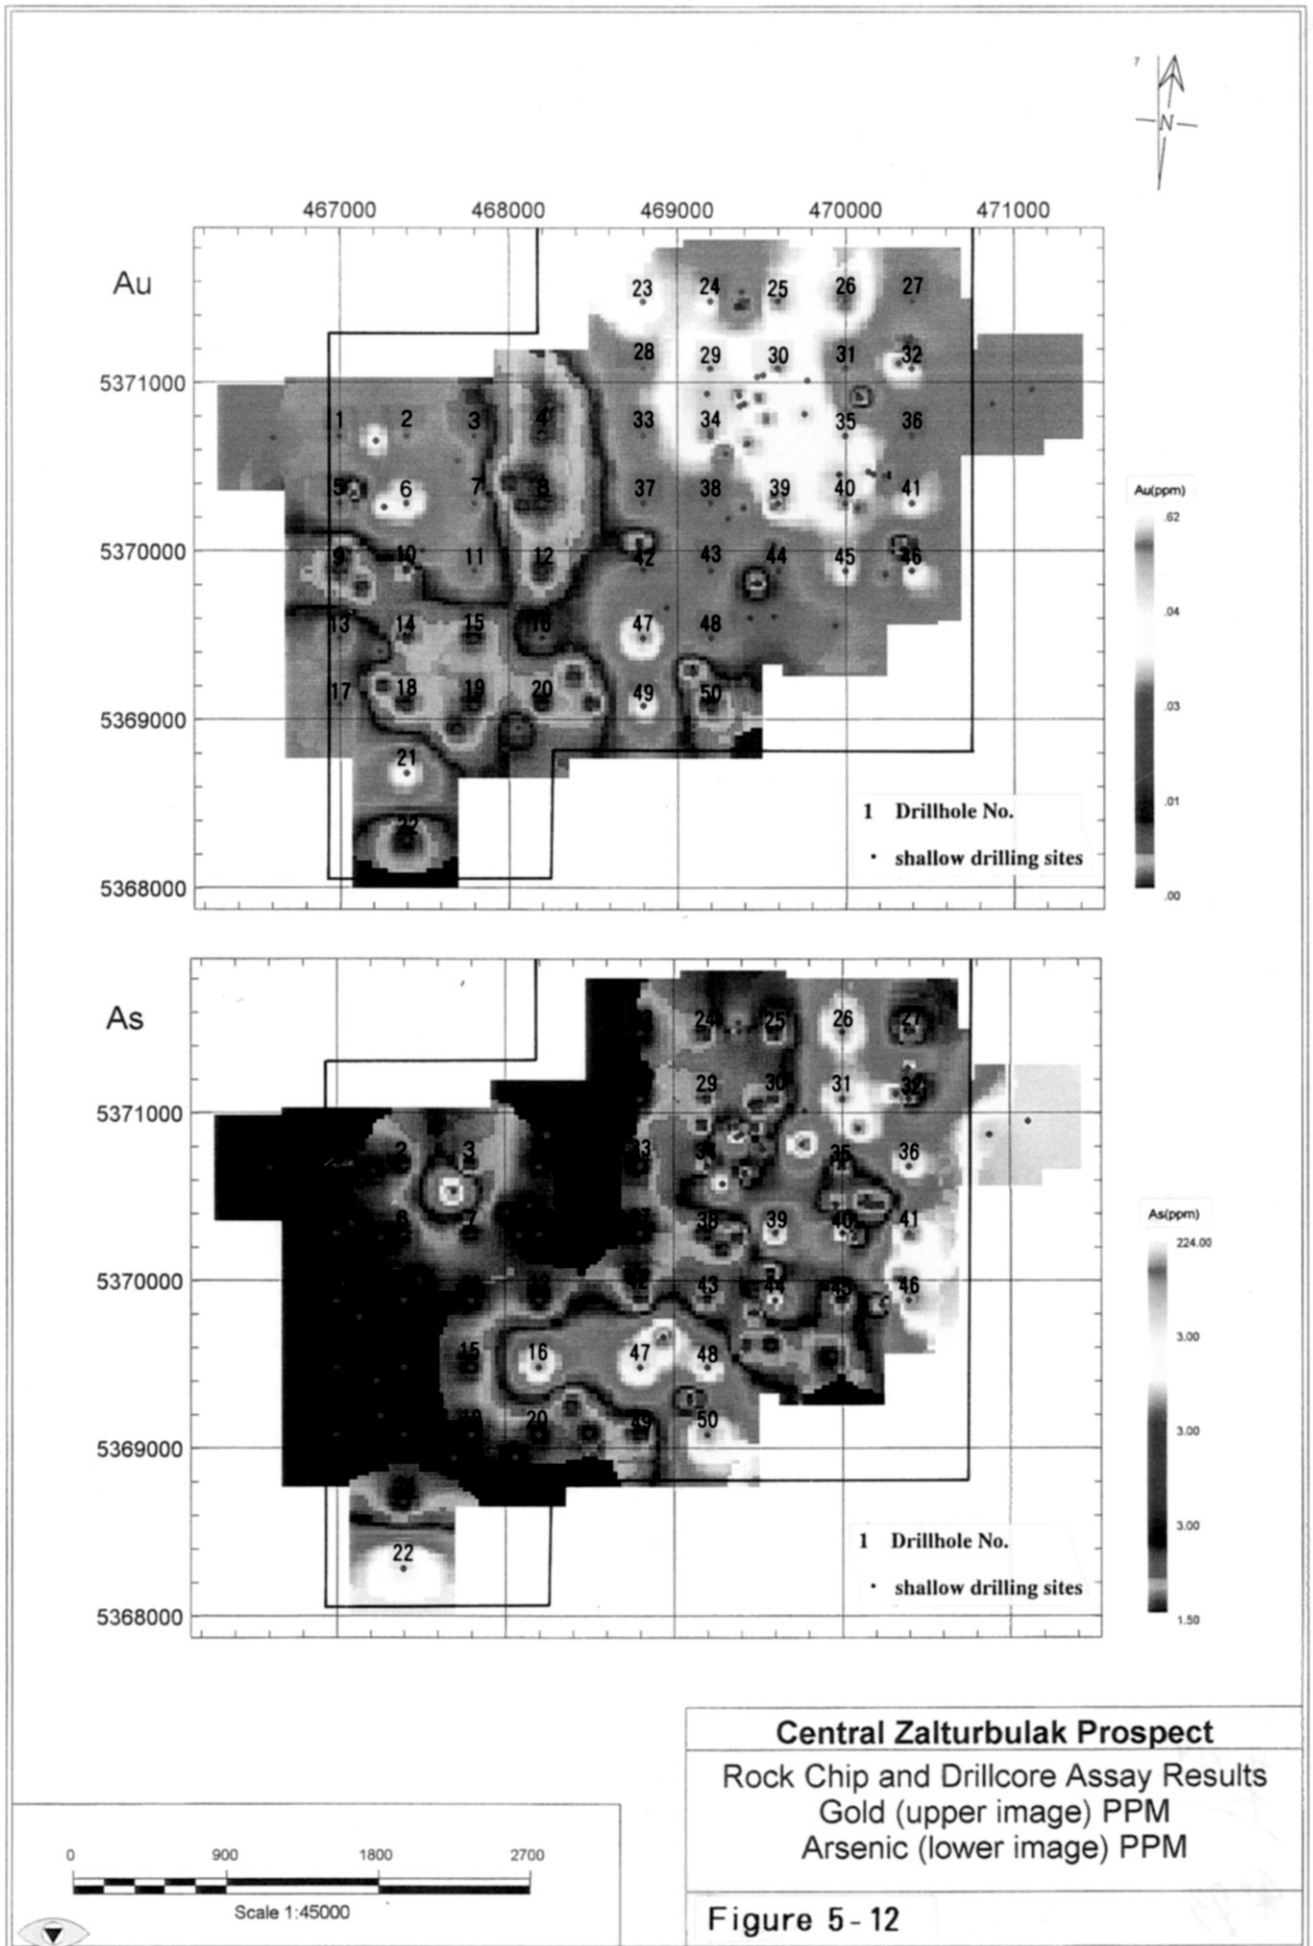 7
N
467000 468000 469000 470000 471000
Au
23 24 25 26 27
28 29 30 31 32
5371000
1 2 3 4 33 34 35 36
5 6 7 8 37 38 39 40 41
Au(ppm)
.62
5370000
9 10 11 12 42 43 44 45 46
.04
13 14 15 16 47 48
17 18 19 20 49 50
.03
5369000
21
22
1 Drillhole No.
.01
• shallow drilling sites
5368000
.00
As
24 25 26 27
29 30 31 32
5371000
2 3 33 34 35 36
6 7 38 39 40 41
As(ppm)
224.00
5370000
43 44 45 46
3.00
15 16 47 48
19 20 49 50
3.00
5369000
22
3.00
1 Drillhole No.
• shallow drilling sites
5368000
1.50
Central Zalturbulak Prospect
Rock Chip and Drillcore Assay Results
Gold (upper image) PPM
Arsenic (lower image) PPM
0 900 1800 2700
Scale 1:45000
Figure 5-12